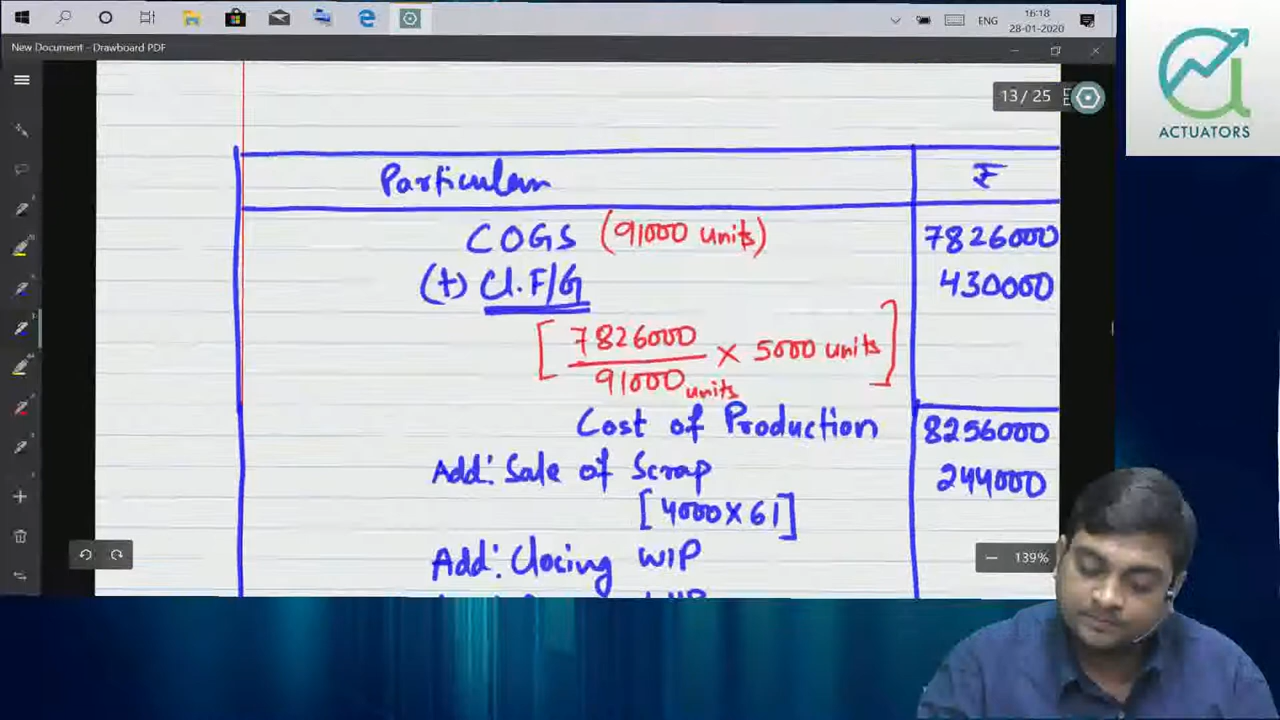 16:18
ENG
28-01-2020
New Document - Drawboard PDF
13 / 25
ACTUATORS
Particulars
₹
COGS (91000 units)
7826000
(+) Cl. F/G
430000
[7826000 / 91000 units × 5000 units]
Cost of Production
8256000
Add: Sale of Scrap
244000
[4000 × 61]
Add: Closing WIP
139%